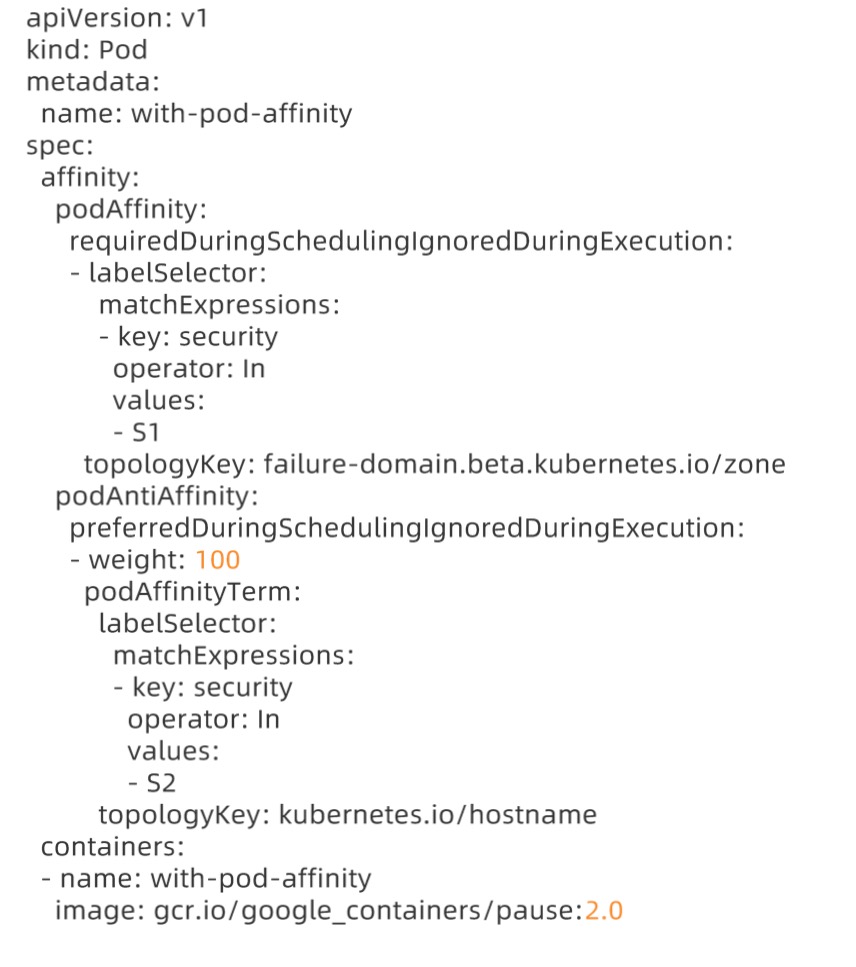 apiVersion: v1
kind: Pod
metadata:
 name: with-pod-affinity
spec:
 affinity:
  podAffinity:
   requiredDuringSchedulingIgnoredDuringExecution:
   - labelSelector:
     matchExpressions:
     - key: security
      operator: In
      values:
      - S1
    topologyKey: failure-domain.beta.kubernetes.io/zone
  podAntiAffinity:
   preferredDuringSchedulingIgnoredDuringExecution:
   - weight: 100
    podAffinityTerm:
     labelSelector:
      matchExpressions:
      - key: security
       operator: In
       values:
       - S2
     topologyKey: kubernetes.io/hostname
 containers:
 - name: with-pod-affinity
  image: gcr.io/google_containers/pause:2.0